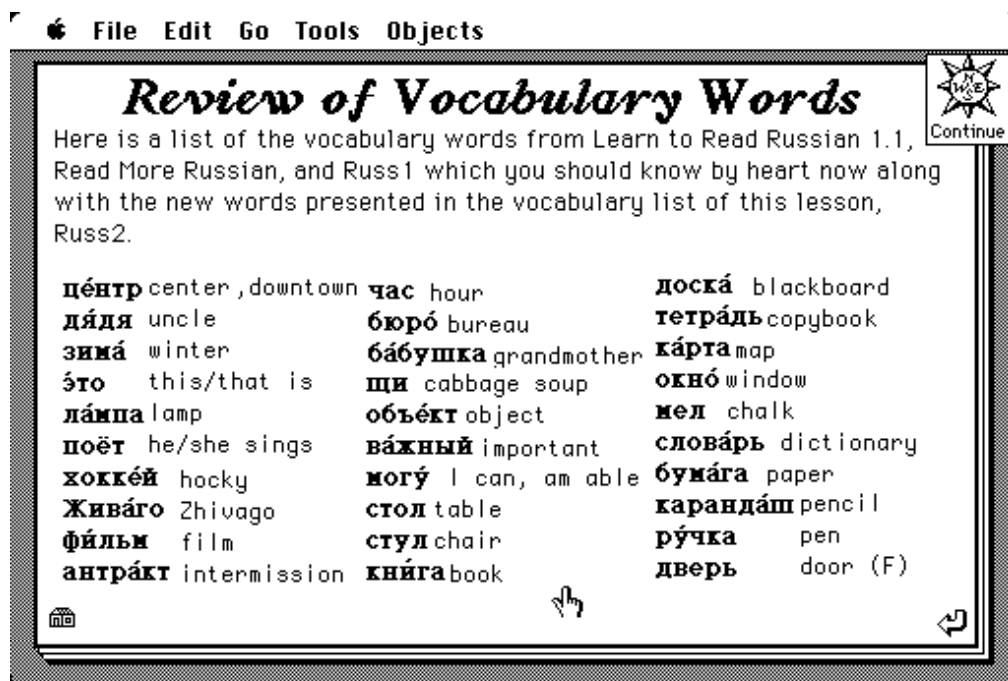 File Edit Go Tools Objects
Review of Vocabulary Words
N
W E
S
Continue
Here is a list of the vocabulary words from Learn to Read Russian 1.1,
Read More Russian, and Russ1 which you should know by heart now along
with the new words presented in the vocabulary list of this lesson,
Russ2.
це́нтр center ,downtown
дя́дя uncle
зима́ winter
э́то this/that is
ла́мпа lamp
поёт he/she sings
хокке́й hocky
Жива́го Zhivago
фи́льм film
антра́кт intermission
час hour
бюро́ bureau
ба́бушка grandmother
щи cabbage soup
объе́кт object
ва́жный important
могу́ I can, am able
стол table
стул chair
кни́га book
доска́ blackboard
тетра́дь copybook
ка́рта map
окно́ window
мел chalk
слова́рь dictionary
бума́га paper
каранда́ш pencil
ру́чка pen
дверь door (F)